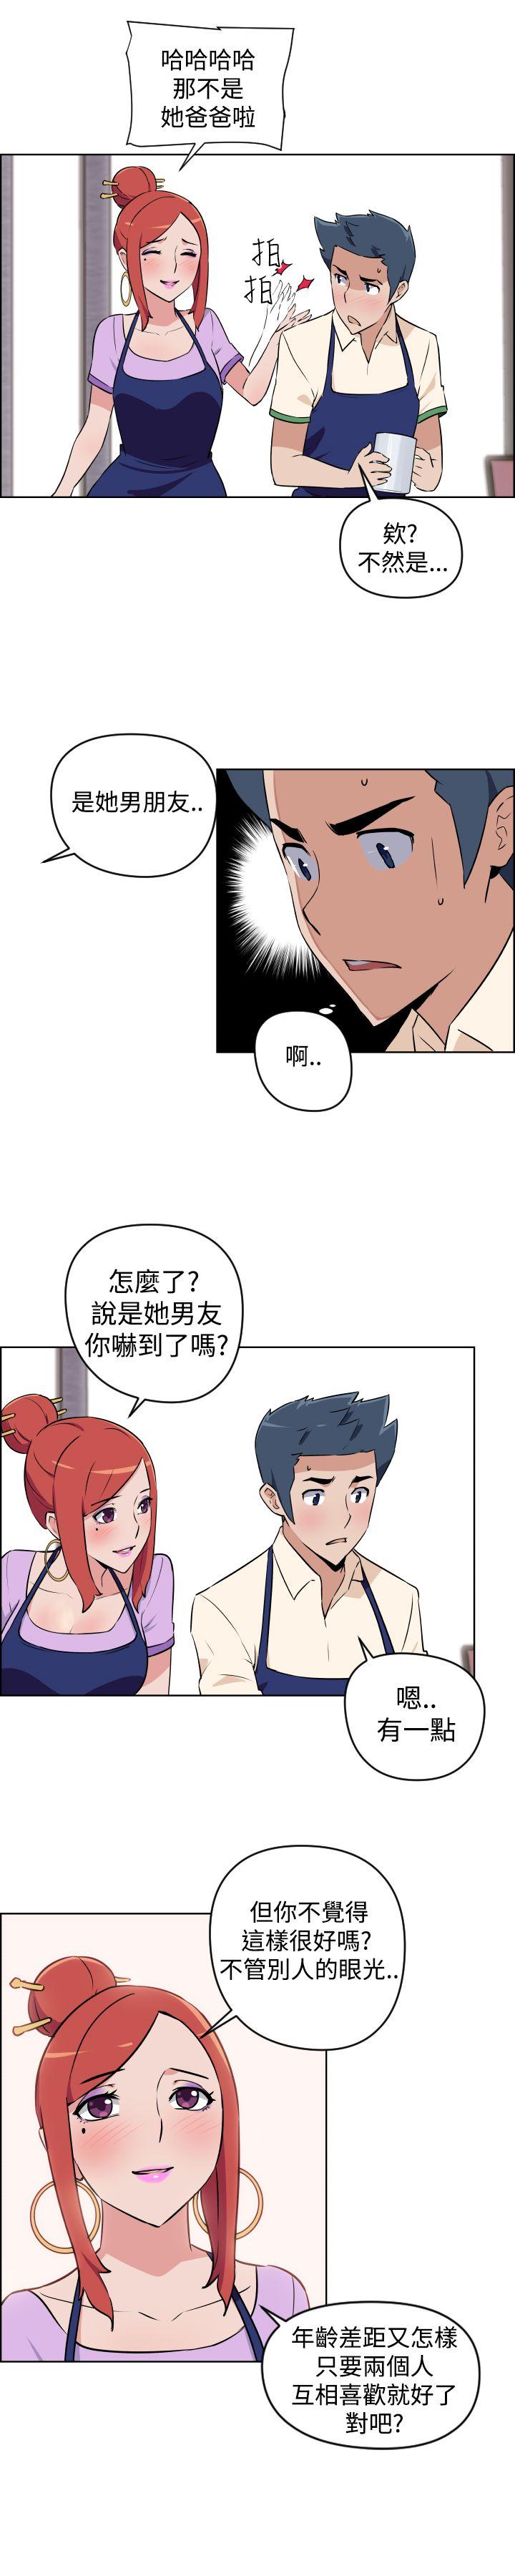 哈哈哈哈
那不是
她爸爸啦
拍
拍
欸?
不然是...
是她男朋友..
啊..
怎麼了?
說是她男友
你嚇到了嗎?
嗯..
有一點
但你不覺得
這樣很好嗎?
不管別人的眼光..
年齡差距又怎樣
只要兩個人
互相喜歡就好了
對吧?